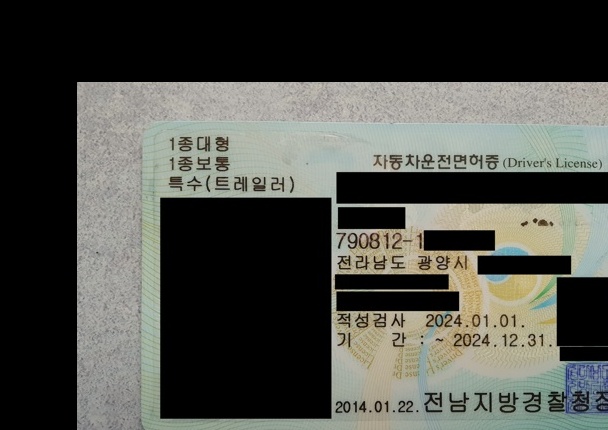 1종대형
1종보통
특수(트레일러)
자동차운전면허증 (Driver's License)
790812-1
전라남도 광양시
적성검사 2024.01.01.
기 간 : ~ 2024.12.31.
2014.01.22. 전남지방경찰청장